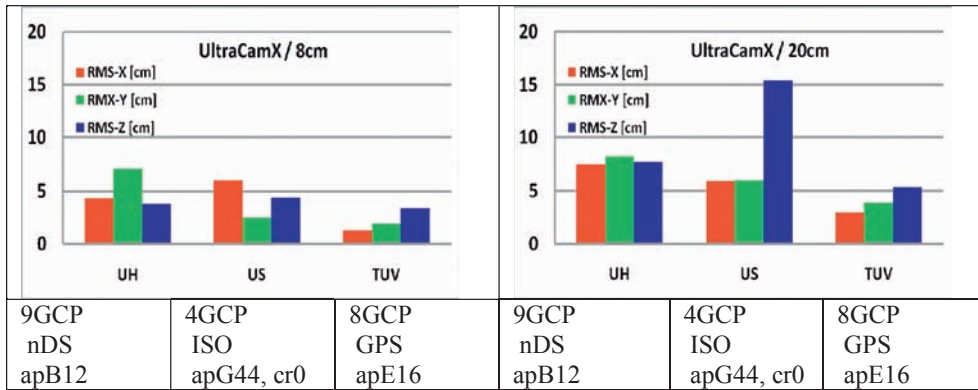 UltraCamX / 8cm
20
15
10
5
0
RMS-X [cm]
RMX-Y [cm]
RMS-Z [cm]
UH US TUV
UltraCamX / 20cm
20
15
10
5
0
RMS-X [cm]
RMX-Y [cm]
RMS-Z [cm]
UH US TUV
9GCP 4GCP 8GCP 9GCP 4GCP 8GCP
nDS ISO GPS nDS ISO GPS
apB12 apG44, cr0 apE16 apB12 apG44, cr0 apE16